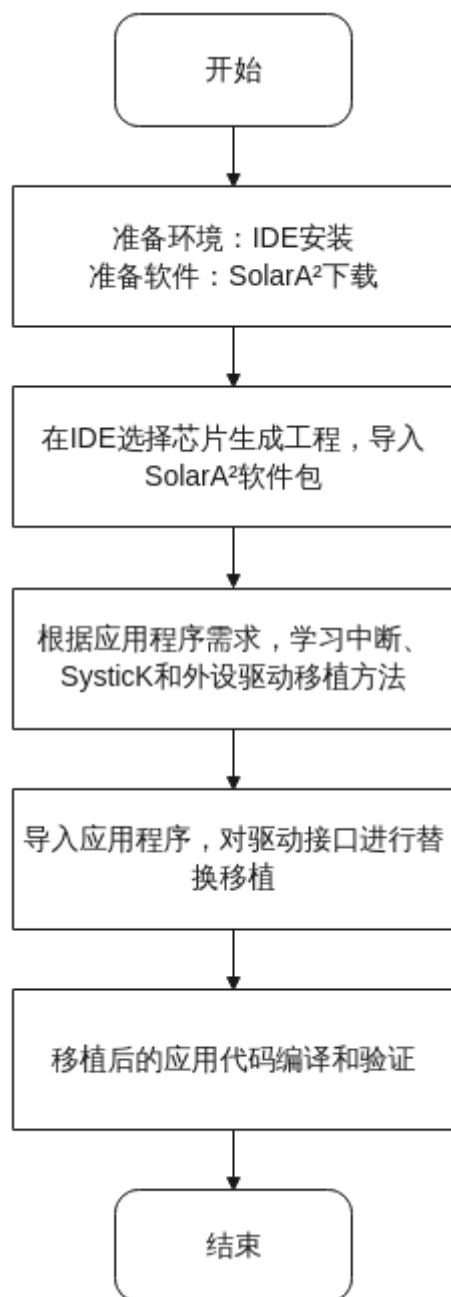 开始
准备环境：IDE安装
准备软件：SolarA²下载
在IDE选择芯片生成工程，导入
SolarA²软件包
根据应用程序需求，学习中断、
SysticK和外设驱动移植方法
导入应用程序，对驱动接口进行替
换移植
移植后的应用代码编译和验证
结束